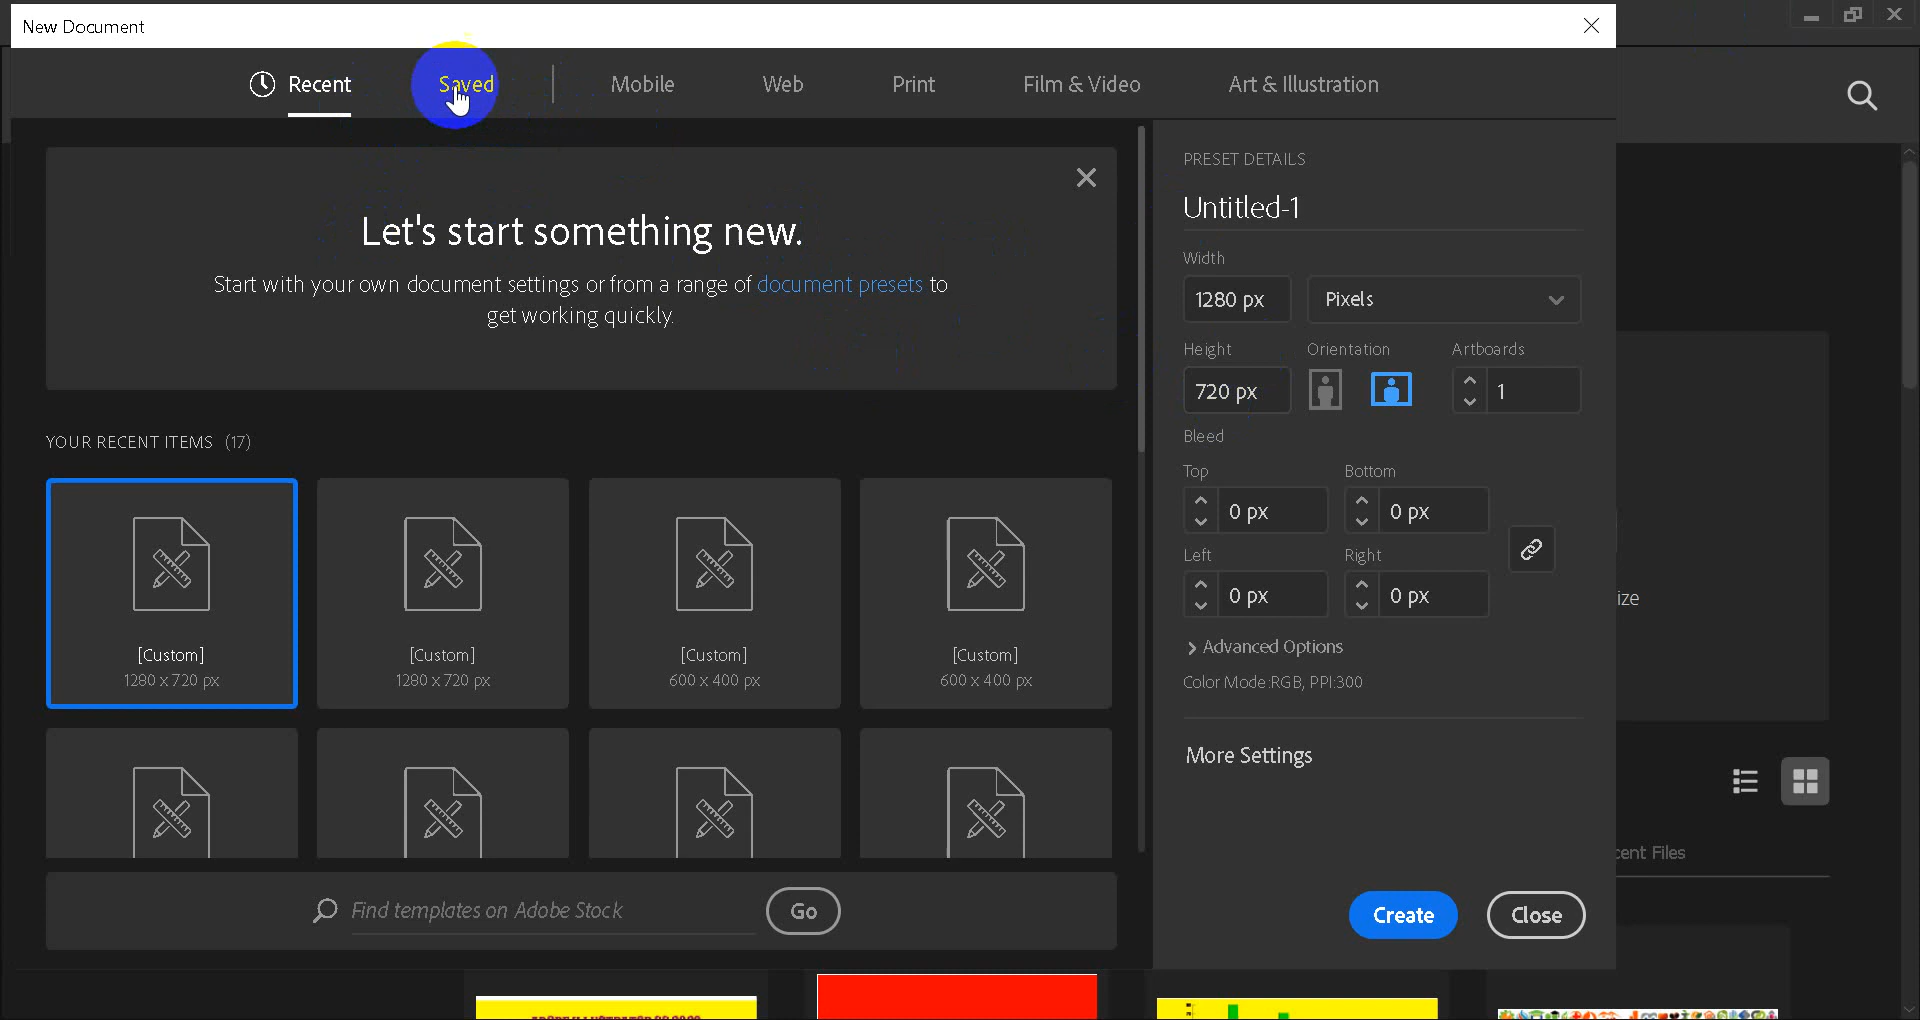 New Document
Recent
Saved
Mobile
Web
Print
Film & Video
Art & Illustration
Let's start something new.
Start with your own document settings or from a range of document presets to
get working quickly.
YOUR RECENT ITEMS (17)
[Custom]
1280 x 720 px
[Custom]
1280 x 720 px
[Custom]
600 x 400 px
[Custom]
600 x 400 px
Find templates on Adobe Stock
Go
PRESET DETAILS
Untitled-1
Width
1280 px
Pixels
Height
Orientation
Artboards
720 px
1
Bleed
Top
Bottom
0 px
0 px
Left
Right
0 px
0 px
Advanced Options
Color Mode:RGB, PPI:300
More Settings
Create
Close
ize
cent Files